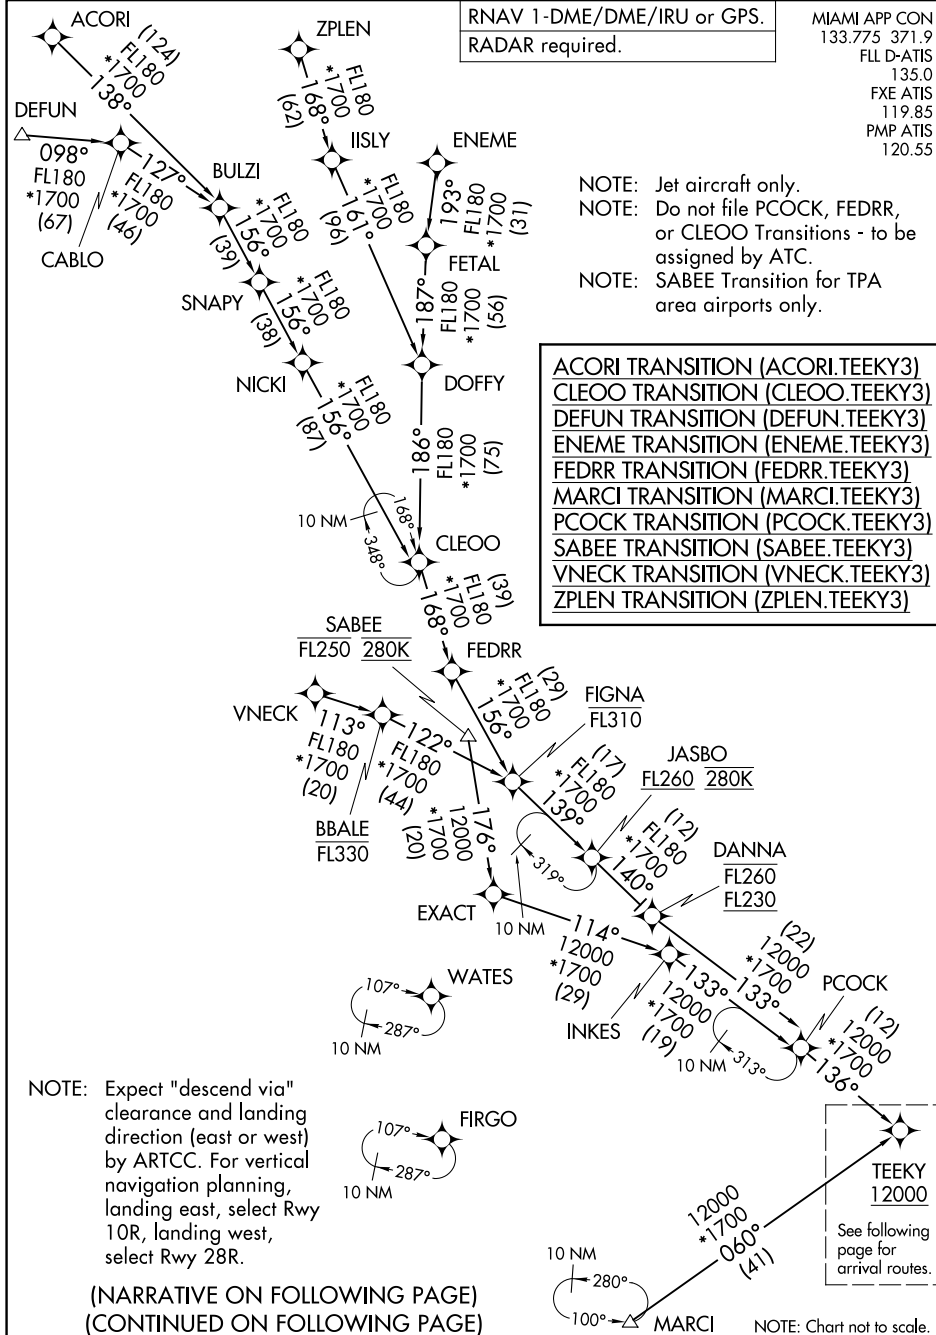 RNAV 1-DME/DME/IRU or GPS.
RADAR required.
MIAMI APP CON
133.775 371.9
FLL D-ATIS
135.0
FXE ATIS
119.85
PMP ATIS
120.55
NOTE: Jet aircraft only.
NOTE: Do not file PCOCK, FEDRR,
or CLEOO Transitions - to be
assigned by ATC.
NOTE: SABEE Transition for TPA
area airports only.
ACORI TRANSITION (ACORI.TEEKY3)
CLEOO TRANSITION (CLEOO.TEEKY3)
DEFUN TRANSITION (DEFUN.TEEKY3)
ENEME TRANSITION (ENEME.TEEKY3)
FEDRR TRANSITION (FEDRR.TEEKY3)
MARCI TRANSITION (MARCI.TEEKY3)
PCOCK TRANSITION (PCOCK.TEEKY3)
SABEE TRANSITION (SABEE.TEEKY3)
VNECK TRANSITION (VNECK.TEEKY3)
ZPLEN TRANSITION (ZPLEN.TEEKY3)
ACORI
(124)
FL180
*1700
138°
DEFUN
098°
FL180
*1700
(67)
CABLO
127°
FL180
*1700
(46)
BULZI
FL180
*1700
156°
(39)
SNAPY
FL180
*1700
156°
(38)
NICKI
FL180
*1700
156°
(87)
ZPLEN
FL180
*1700
168°
(62)
IISLY
FL180
*1700
161°
(96)
ENEME
193°
FL180
*1700
(31)
FETAL
187°
FL180
*1700
(56)
DOFFY
186°
FL180
*1700
(75)
10 NM
168°
348°
CLEOO
(39)
FL180
*1700
168°
FEDRR
(29)
FL180
*1700
156°
SABEE
FL250 280K
VNECK
113°
FL180
*1700
(20)
BBALE
FL330
122°
FL180
*1700
(44)
176°
12000
*1700
(20)
FIGNA
FL310
(17)
FL180
*1700
139°
JASBO
FL260 280K
319°
10 NM
(12)
FL180
*1700
140°
DANNA
FL260
FL230
EXACT
114°
12000
*1700
(29)
INKES
133°
12000
*1700
(19)
(22)
12000
*1700
133°
PCOCK
313°
10 NM
(12)
12000
*1700
136°
WATES
107°
287°
10 NM
FIRGO
107°
287°
10 NM
TEEKY
12000
See following
page for
arrival routes.
12000
*1700
060°
(41)
10 NM
280°
100°
MARCI
NOTE: Expect "descend via"
clearance and landing
direction (east or west)
by ARTCC. For vertical
navigation planning,
landing east, select Rwy
10R, landing west,
select Rwy 28R.
(NARRATIVE ON FOLLOWING PAGE)
(CONTINUED ON FOLLOWING PAGE)
NOTE: Chart not to scale.